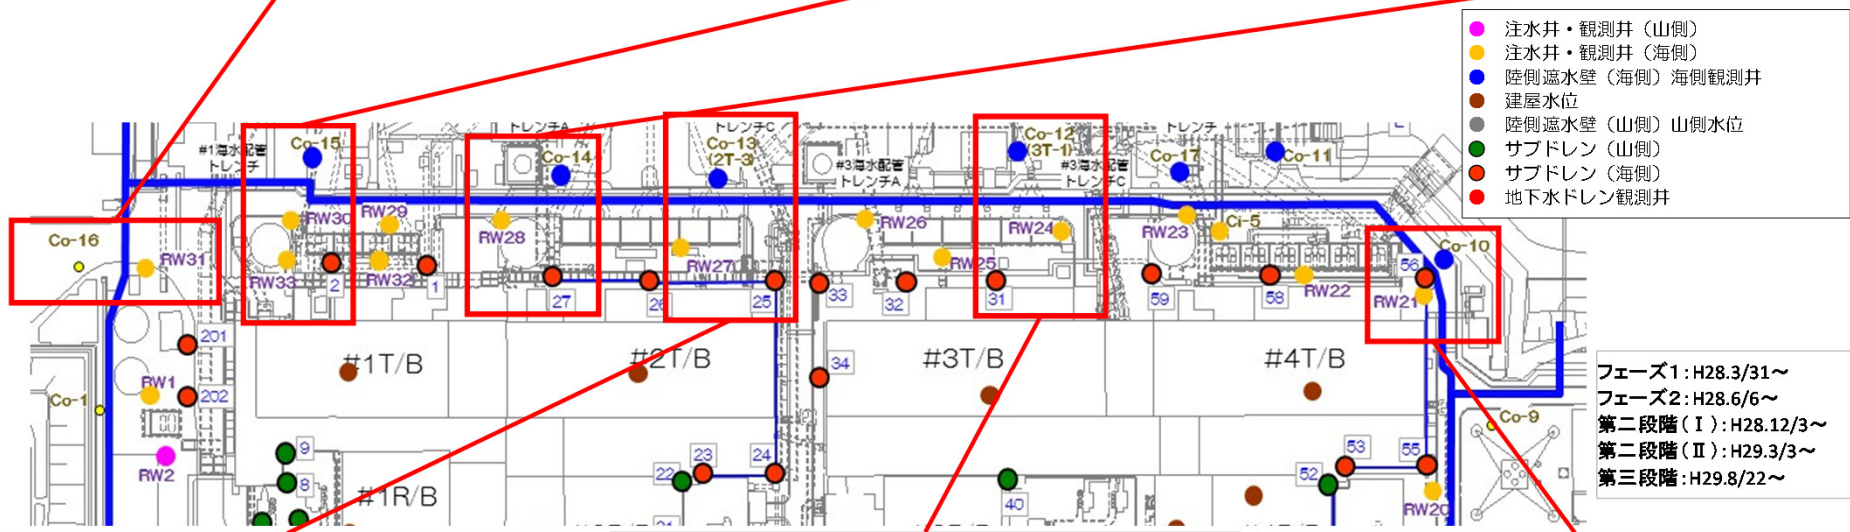 注水井・観測井（山側）
注水井・観測井（海側）
陸側遮水壁（海側）海側観測井
建屋水位
陸側遮水壁（山側）山側水位
サブドレン（山側）
サブドレン（海側）
地下水ドレン観測井
#1海水配管
トレンチ
Co-15
トレンチA
Co-14
トレンチC
Co-13
(2T-3)
#3海水配管
トレンチA
Co-12
(3T-1)
#3海水配管
トレンチC
トレンチ
Co-17
Co-11
Co-16
RW31
RW30
RW29
RW28
RW26
RW24
RW23
Ci-5
Co-10
RW33
2
RW32
1
27
26
RW27
25
33
32
RW25
31
59
58
RW22
56
RW21
201
#1T/B
#2T/B
34
#3T/B
#4T/B
RW1
202
Co-1
フェーズ1：H28.3/31～
フェーズ2：H28.6/6～
第二段階(Ⅰ)：H28.12/3～
第二段階(Ⅱ)：H29.3/3～
第三段階：H29.8/22～
Co-9
RW2
9
8
#1R/B
22
23
24
40
52
53
55
RW20